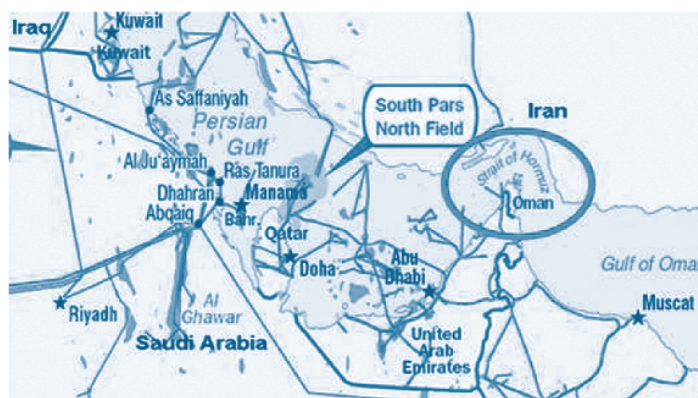 Iraq
Kuwait
Kuwait
As Saffaniyah
Persian
Gulf
South Pars
North Field
Iran
Strait of Hormuz
Oman
Al Ju'aymah
Ras Tanura
Dhahran
Manama
Abqaiq
Bahr.
Qatar
Doha
Abu
Dhabi
Gulf of Oma
Muscat
Riyadh
Al
Ghawar
Saudi Arabia
United
Arab
Emirates